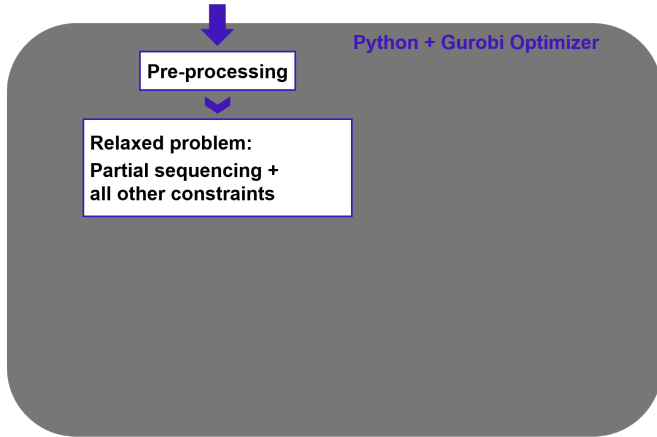 Python + Gurobi Optimizer
Pre-processing
Relaxed problem:
Partial sequencing +
all other constraints